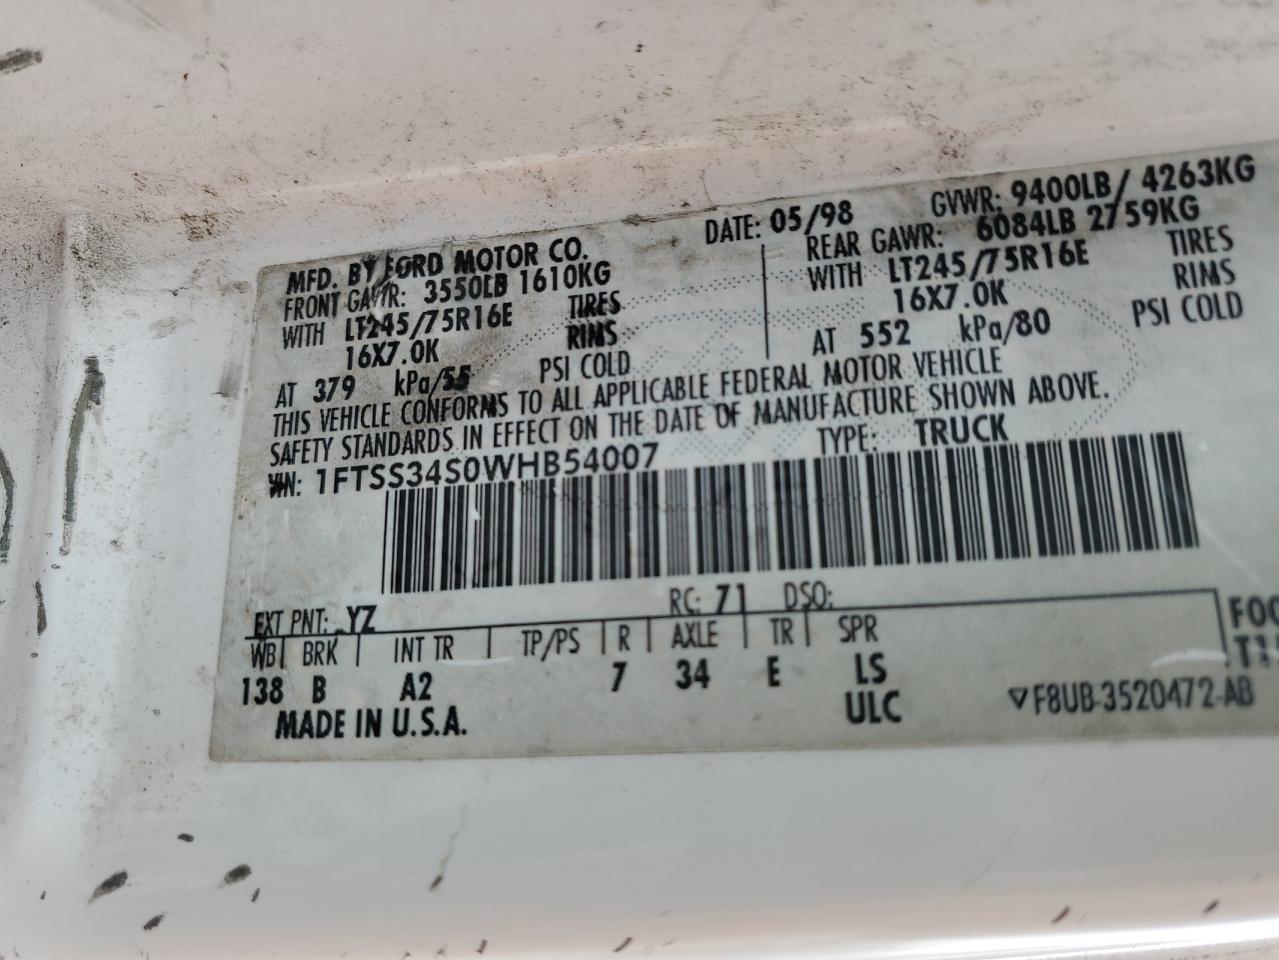 MFD. BY FORD MOTOR CO. DATE: 05/98 GVWR: 9400LB/ 4263KG
FRONT GAWR: 3550LB 1610KG REAR GAWR: 6084LB 2759KG
WITH LT245/75R16E TIRES WITH LT245/75R16E TIRES
16X7.0K RIMS 16X7.0K RIMS
AT 379 kPa/55 PSI COLD AT 552 kPa/80 PSI COLD
THIS VEHICLE CONFORMS TO ALL APPLICABLE FEDERAL MOTOR VEHICLE
SAFETY STANDARDS IN EFFECT ON THE DATE OF MANUFACTURE SHOWN ABOVE.
VIN: 1FTSS34S0WHB54007 TYPE: TRUCK
EXT PNT: YZ RC: 71 DSO:
WB BRK INT TR TP/PS R AXLE TR SPR
138 B A2 7 34 E LS
ULC
MADE IN U.S.A.
▽F8UB-3520472-AB